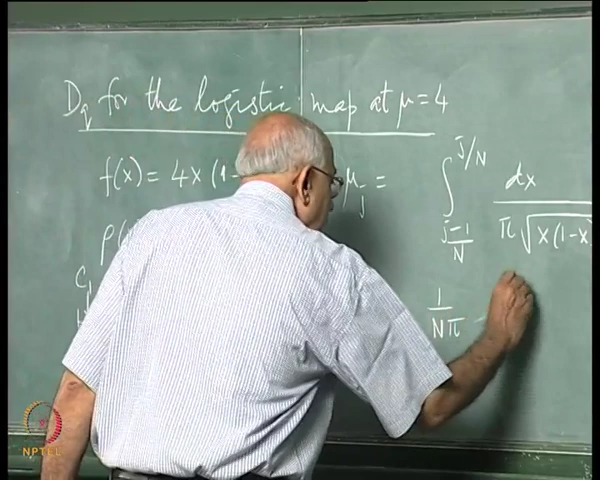 D_q for the logistic map at μ=4
f(x) = 4x (1- μ_j = ∫_{(j-1)/N}^{j/N} dx / π√x(1-x)
ρ(
1/Nπ
NPTEL